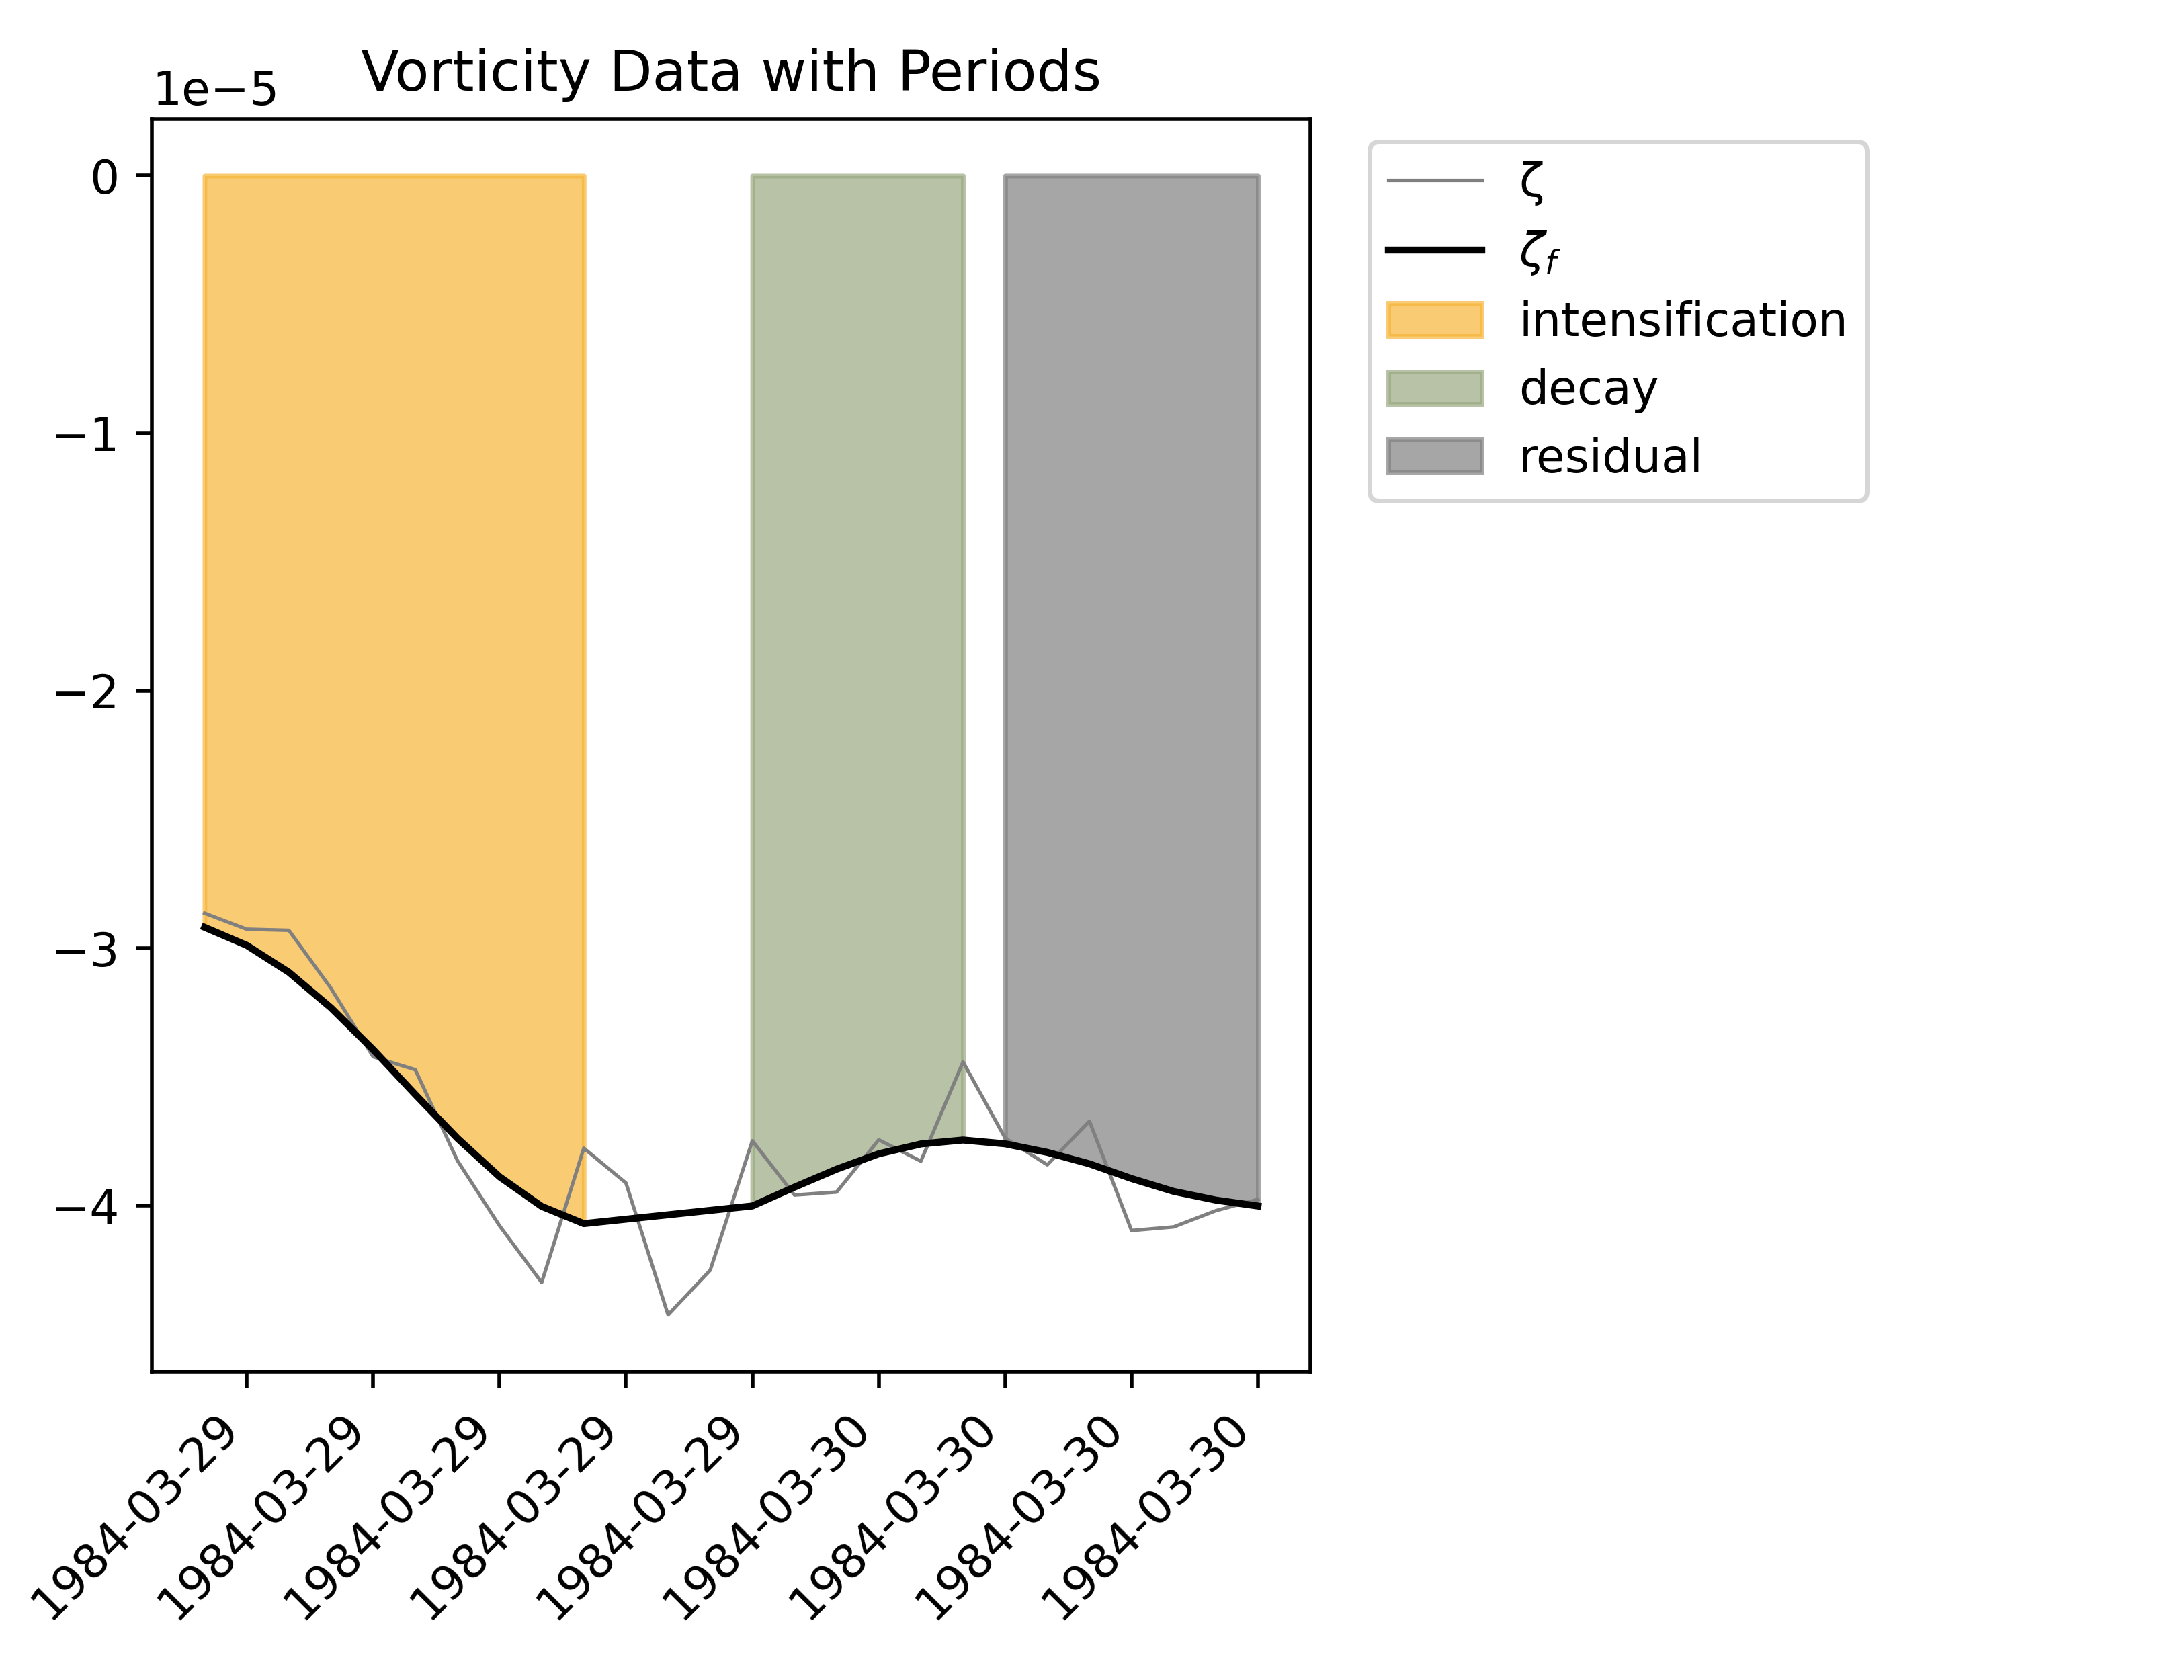 Vorticity Data with Periods
1e−5
0
−1
−2
−3
−4
1984-03-29
1984-03-29
1984-03-29
1984-03-29
1984-03-29
1984-03-30
1984-03-30
1984-03-30
1984-03-30
ζ
ζf
intensification
decay
residual